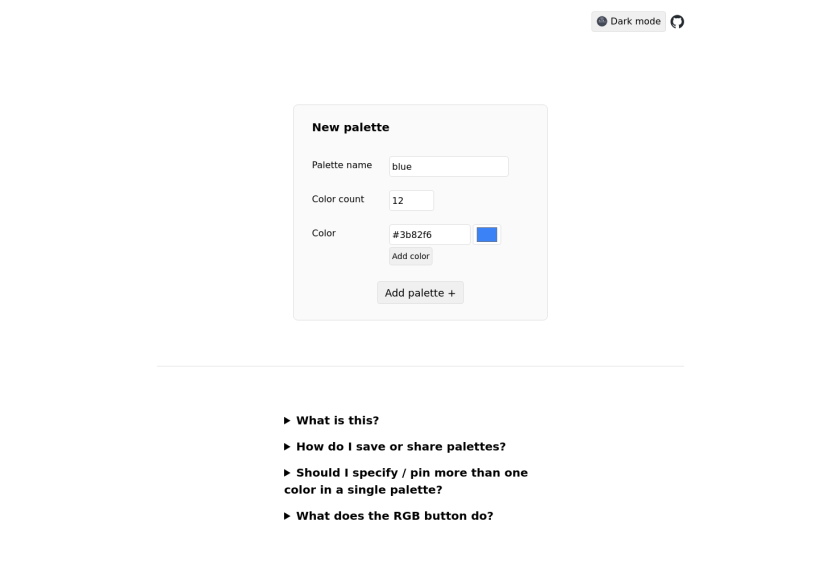 Dark mode
New palette
Palette name
blue
Color count
12
Color
#3b82f6
Add color
Add palette +
What is this?
How do I save or share palettes?
Should I specify / pin more than one
color in a single palette?
What does the RGB button do?